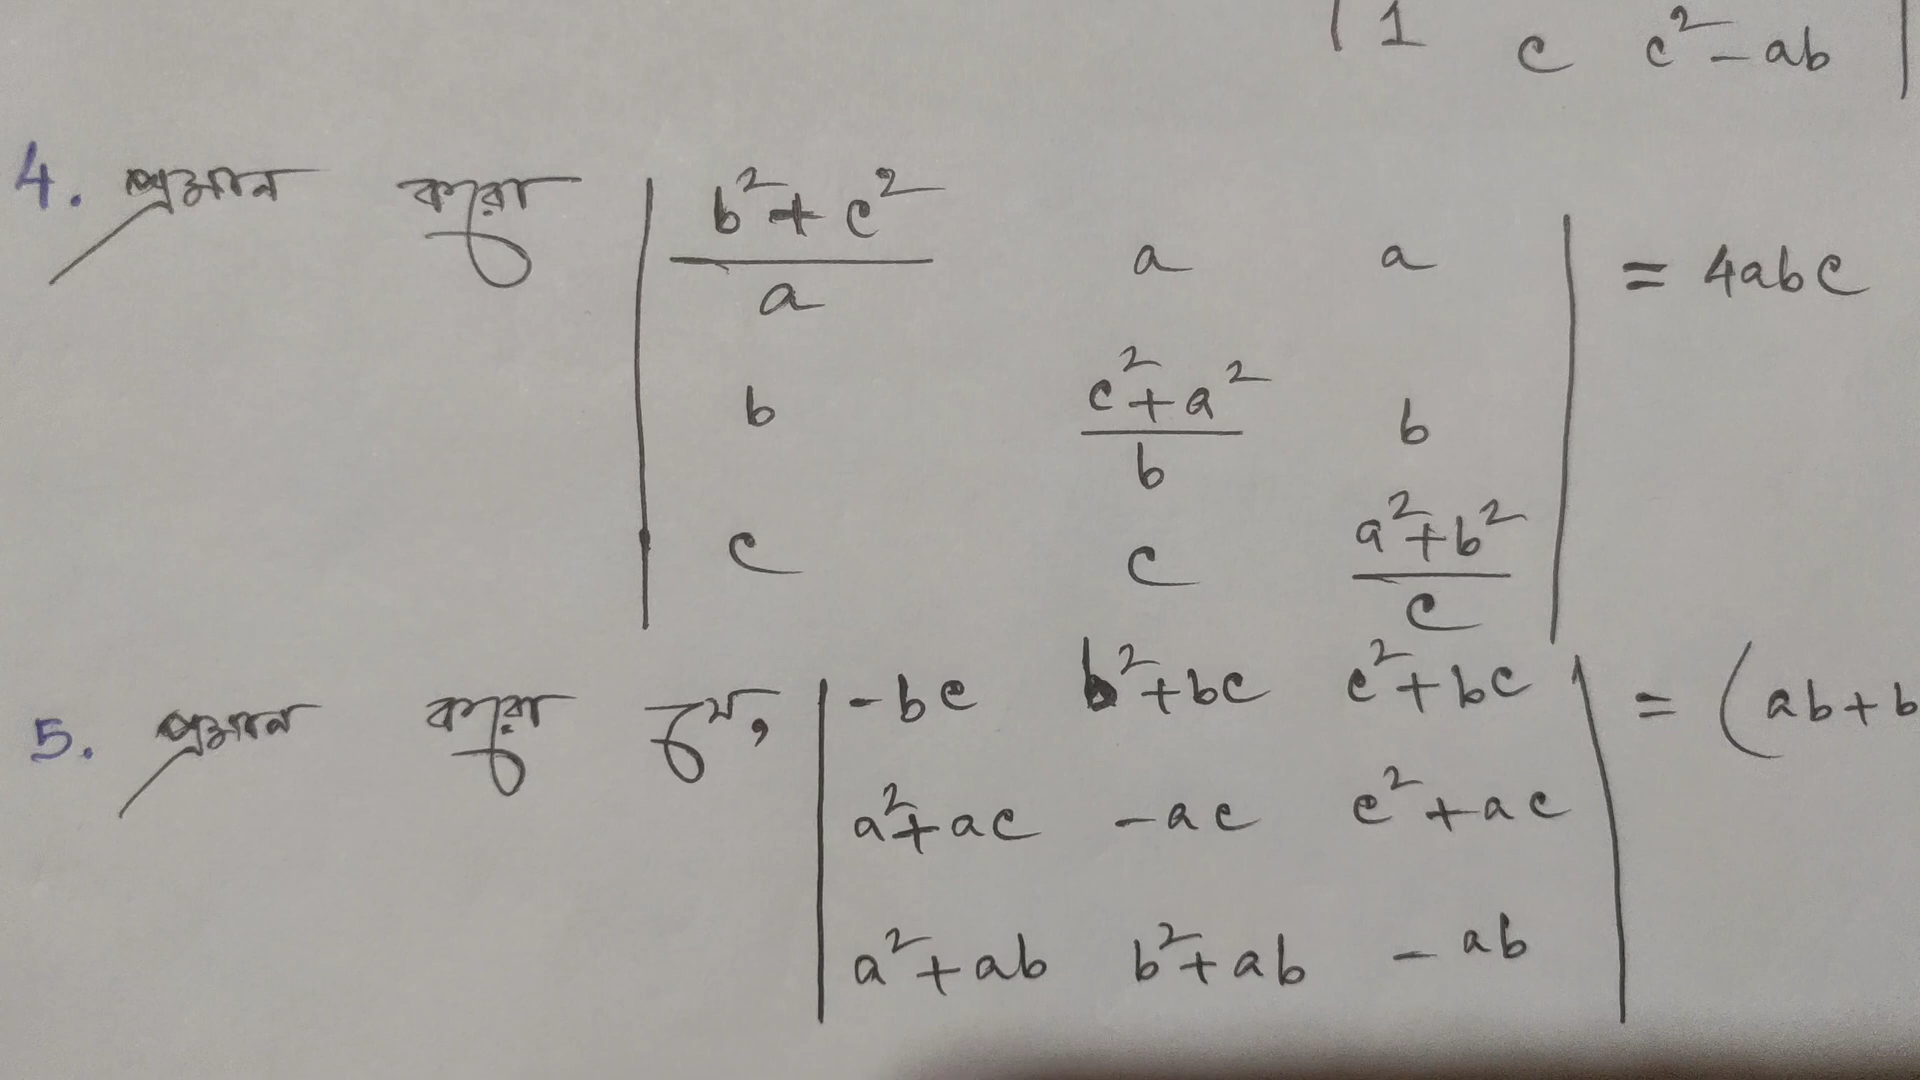 | 1 c c² - ab |
4. প্রমান করো | (b² + c²)/a a a | = 4abc
| b (c² + a²)/b b |
| c c (a² + b²)/c |
5. প্রমান করো যে, | -bc b² + bc c² + bc | = (ab + b
| a² + ac - ac c² + ac |
| a² + ab b² + ab - ab |